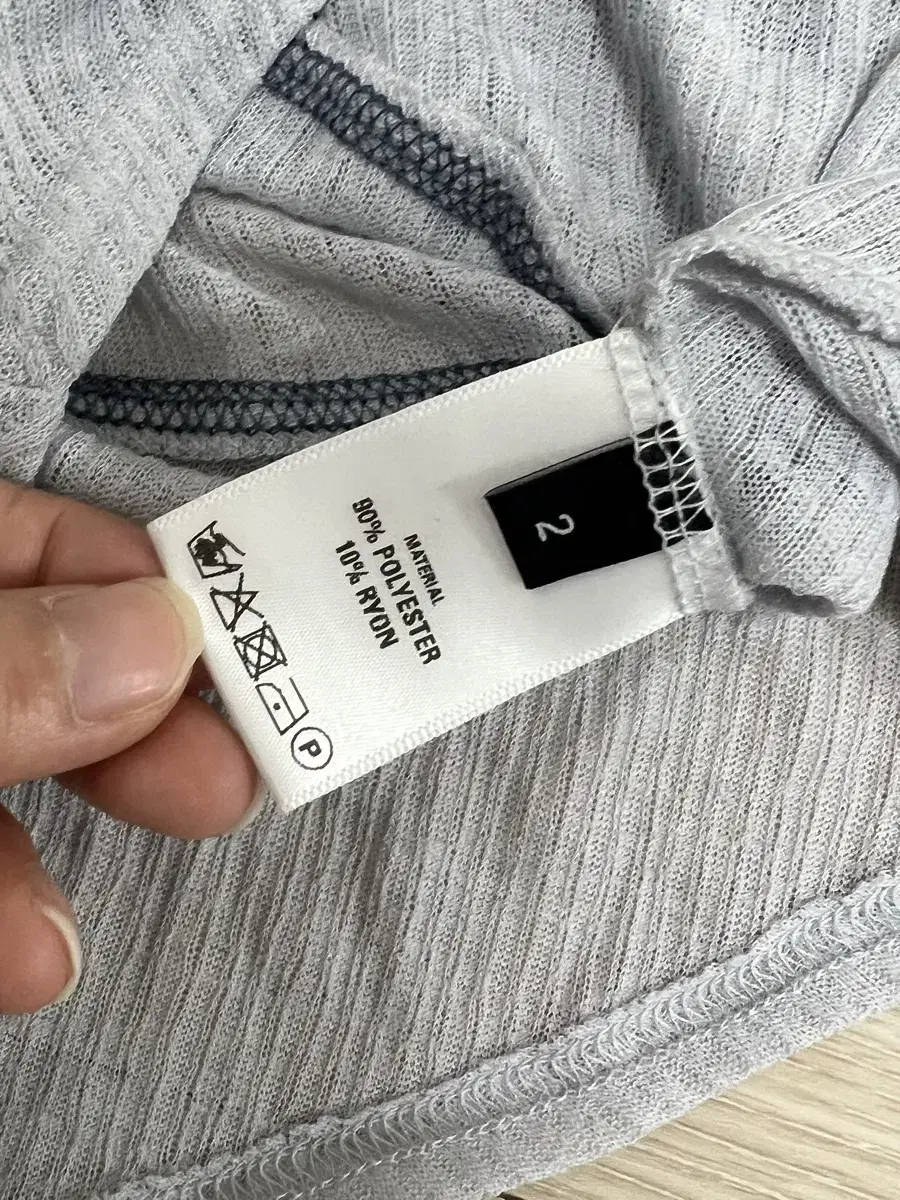 2
MATERIAL
90% POLYESTER
10% RYON
P